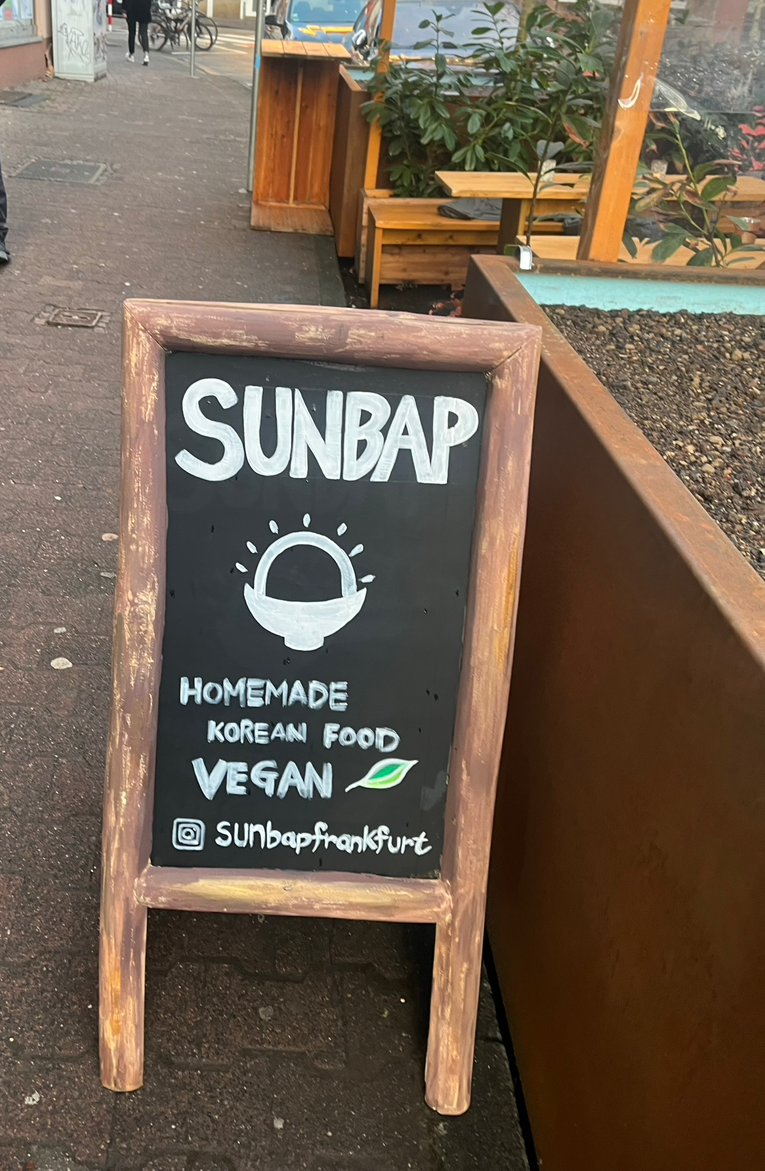 SUNBAP
HOMEMADE
KOREAN FOOD
VEGAN
sunbapfrankfurt